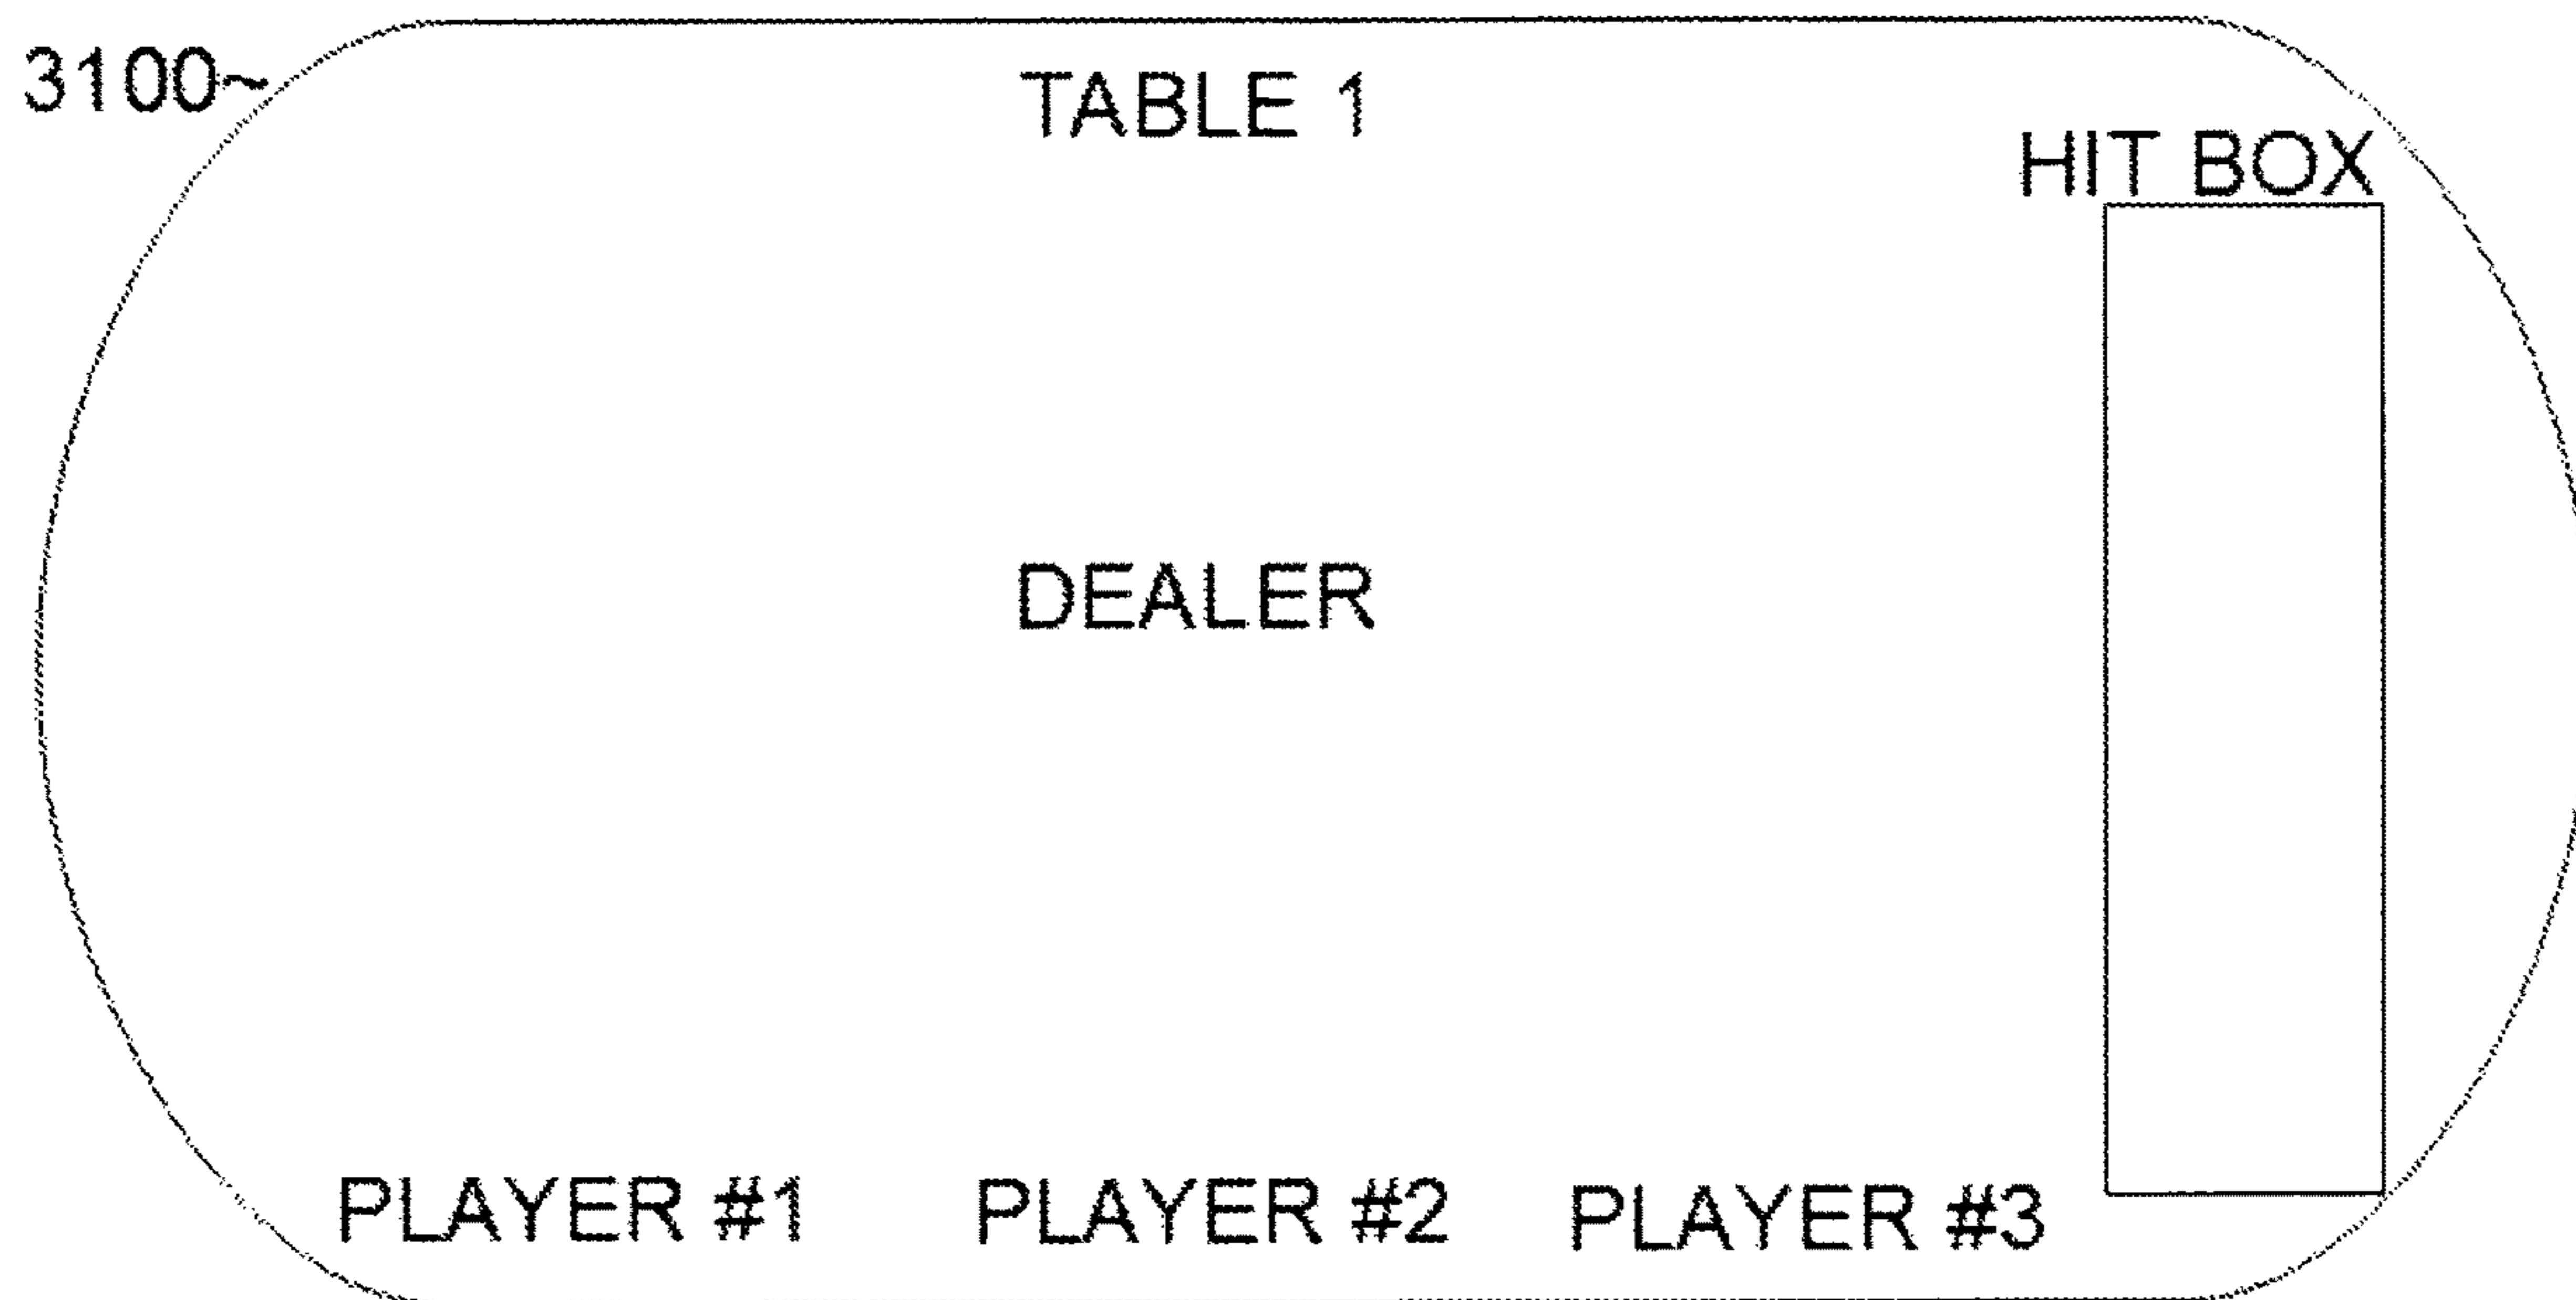 3100~
TABLE 1
HIT BOX
DEALER
PLAYER #1 PLAYER #2 PLAYER #3